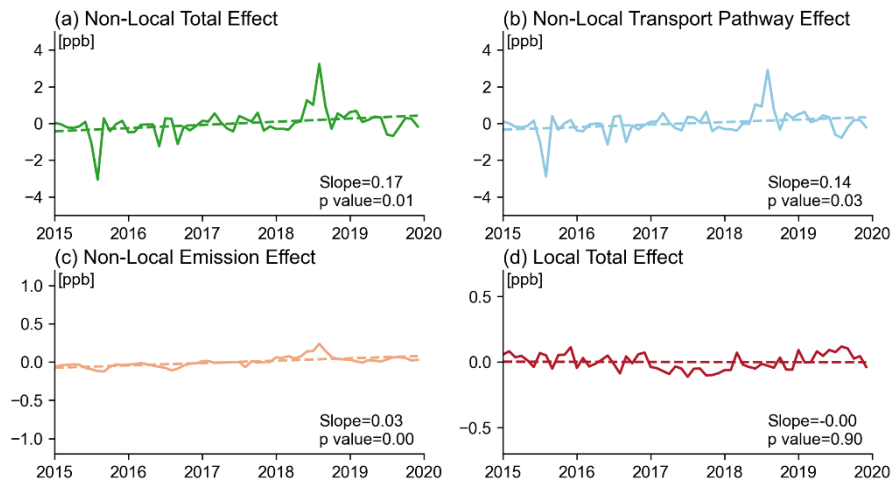 (a) Non-Local Total Effect
[ppb]
4
2
0
−2
−4
Slope=0.17
p value=0.01
2015 2016 2017 2018 2019 2020
(b) Non-Local Transport Pathway Effect
[ppb]
4
2
0
−2
−4
Slope=0.14
p value=0.03
2015 2016 2017 2018 2019 2020
(c) Non-Local Emission Effect
[ppb]
1.0
0.5
0.0
−0.5
−1.0
Slope=0.03
p value=0.00
2015 2016 2017 2018 2019 2020
(d) Local Total Effect
[ppb]
0.5
0.0
−0.5
Slope=-0.00
p value=0.90
2015 2016 2017 2018 2019 2020